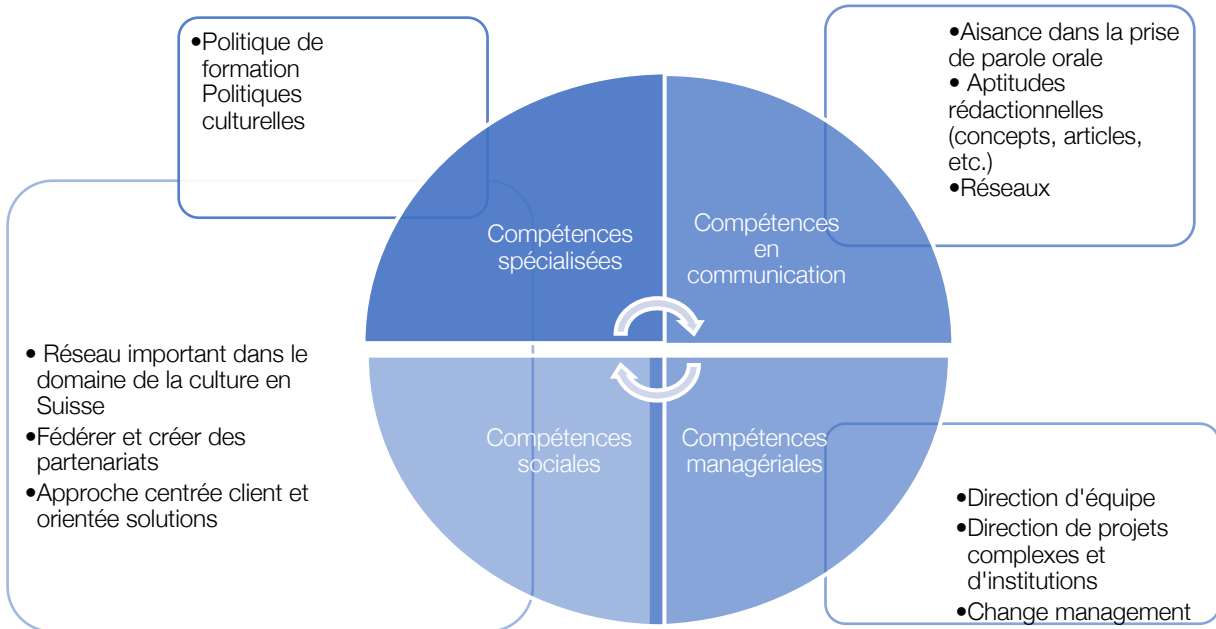 •Politique de
formation
Politiques
culturelles
•Aisance dans la prise
de parole orale
• Aptitudes
rédactionnelles
(concepts, articles,
etc.)
•Réseaux
Compétences
spécialisées
Compétences
en
communication
• Réseau important dans le
domaine de la culture en
Suisse
•Fédérer et créer des
partenariats
•Approche centrée client et
orientée solutions
Compétences
sociales
Compétences
managériales
•Direction d'équipe
•Direction de projets
complexes et
d'institutions
•Change management